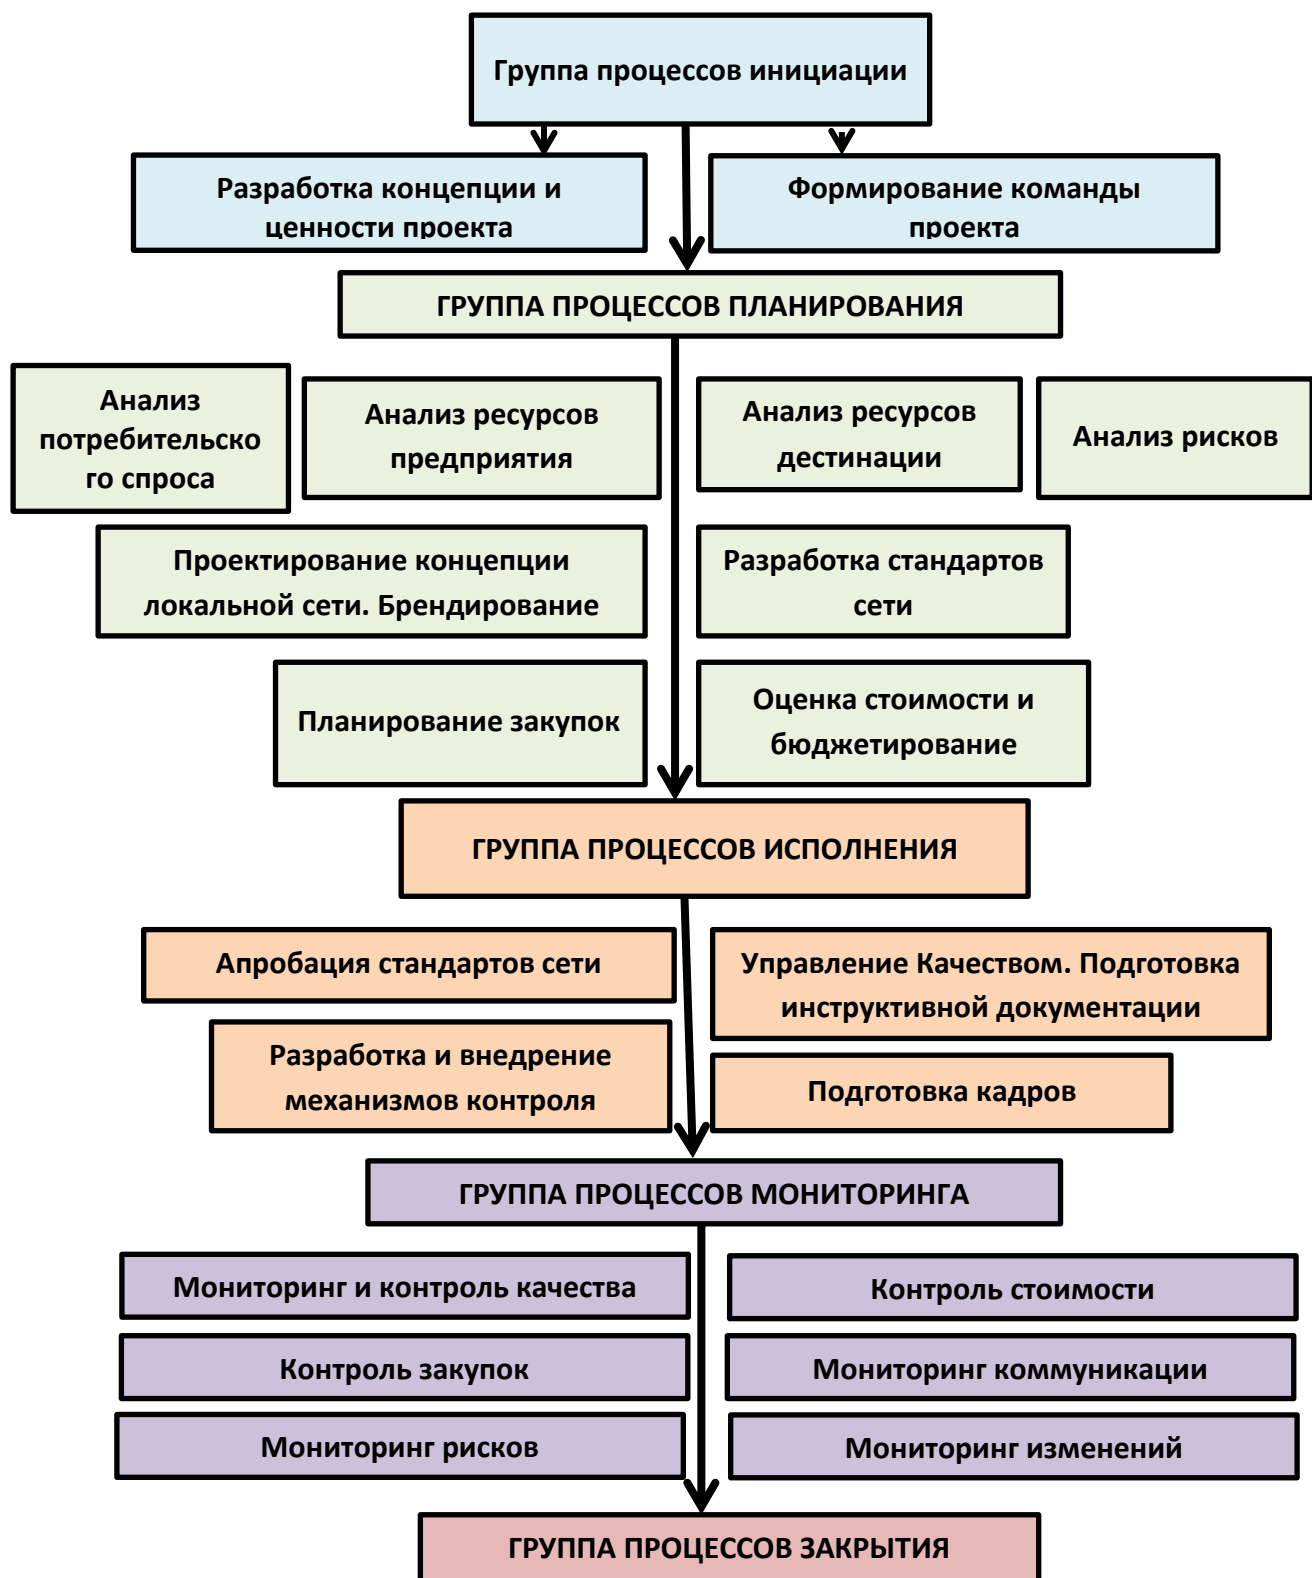 Группа процессов инициации
Разработка концепции и
ценности проекта
Формирование команды
проекта
ГРУППА ПРОЦЕССОВ ПЛАНИРОВАНИЯ
Анализ
потребительско
го спроса
Анализ ресурсов
предприятия
Анализ ресурсов
дестинации
Анализ рисков
Проектирование концепции
локальной сети. Брендирование
Разработка стандартов
сети
Планирование закупок
Оценка стоимости и
бюджетирование
ГРУППА ПРОЦЕССОВ ИСПОЛНЕНИЯ
Апробация стандартов сети
Управление Качеством. Подготовка
инструктивной документации
Разработка и внедрение
механизмов контроля
Подготовка кадров
ГРУППА ПРОЦЕССОВ МОНИТОРИНГА
Мониторинг и контроль качества
Контроль стоимости
Контроль закупок
Мониторинг коммуникации
Мониторинг рисков
Мониторинг изменений
ГРУППА ПРОЦЕССОВ ЗАКРЫТИЯ